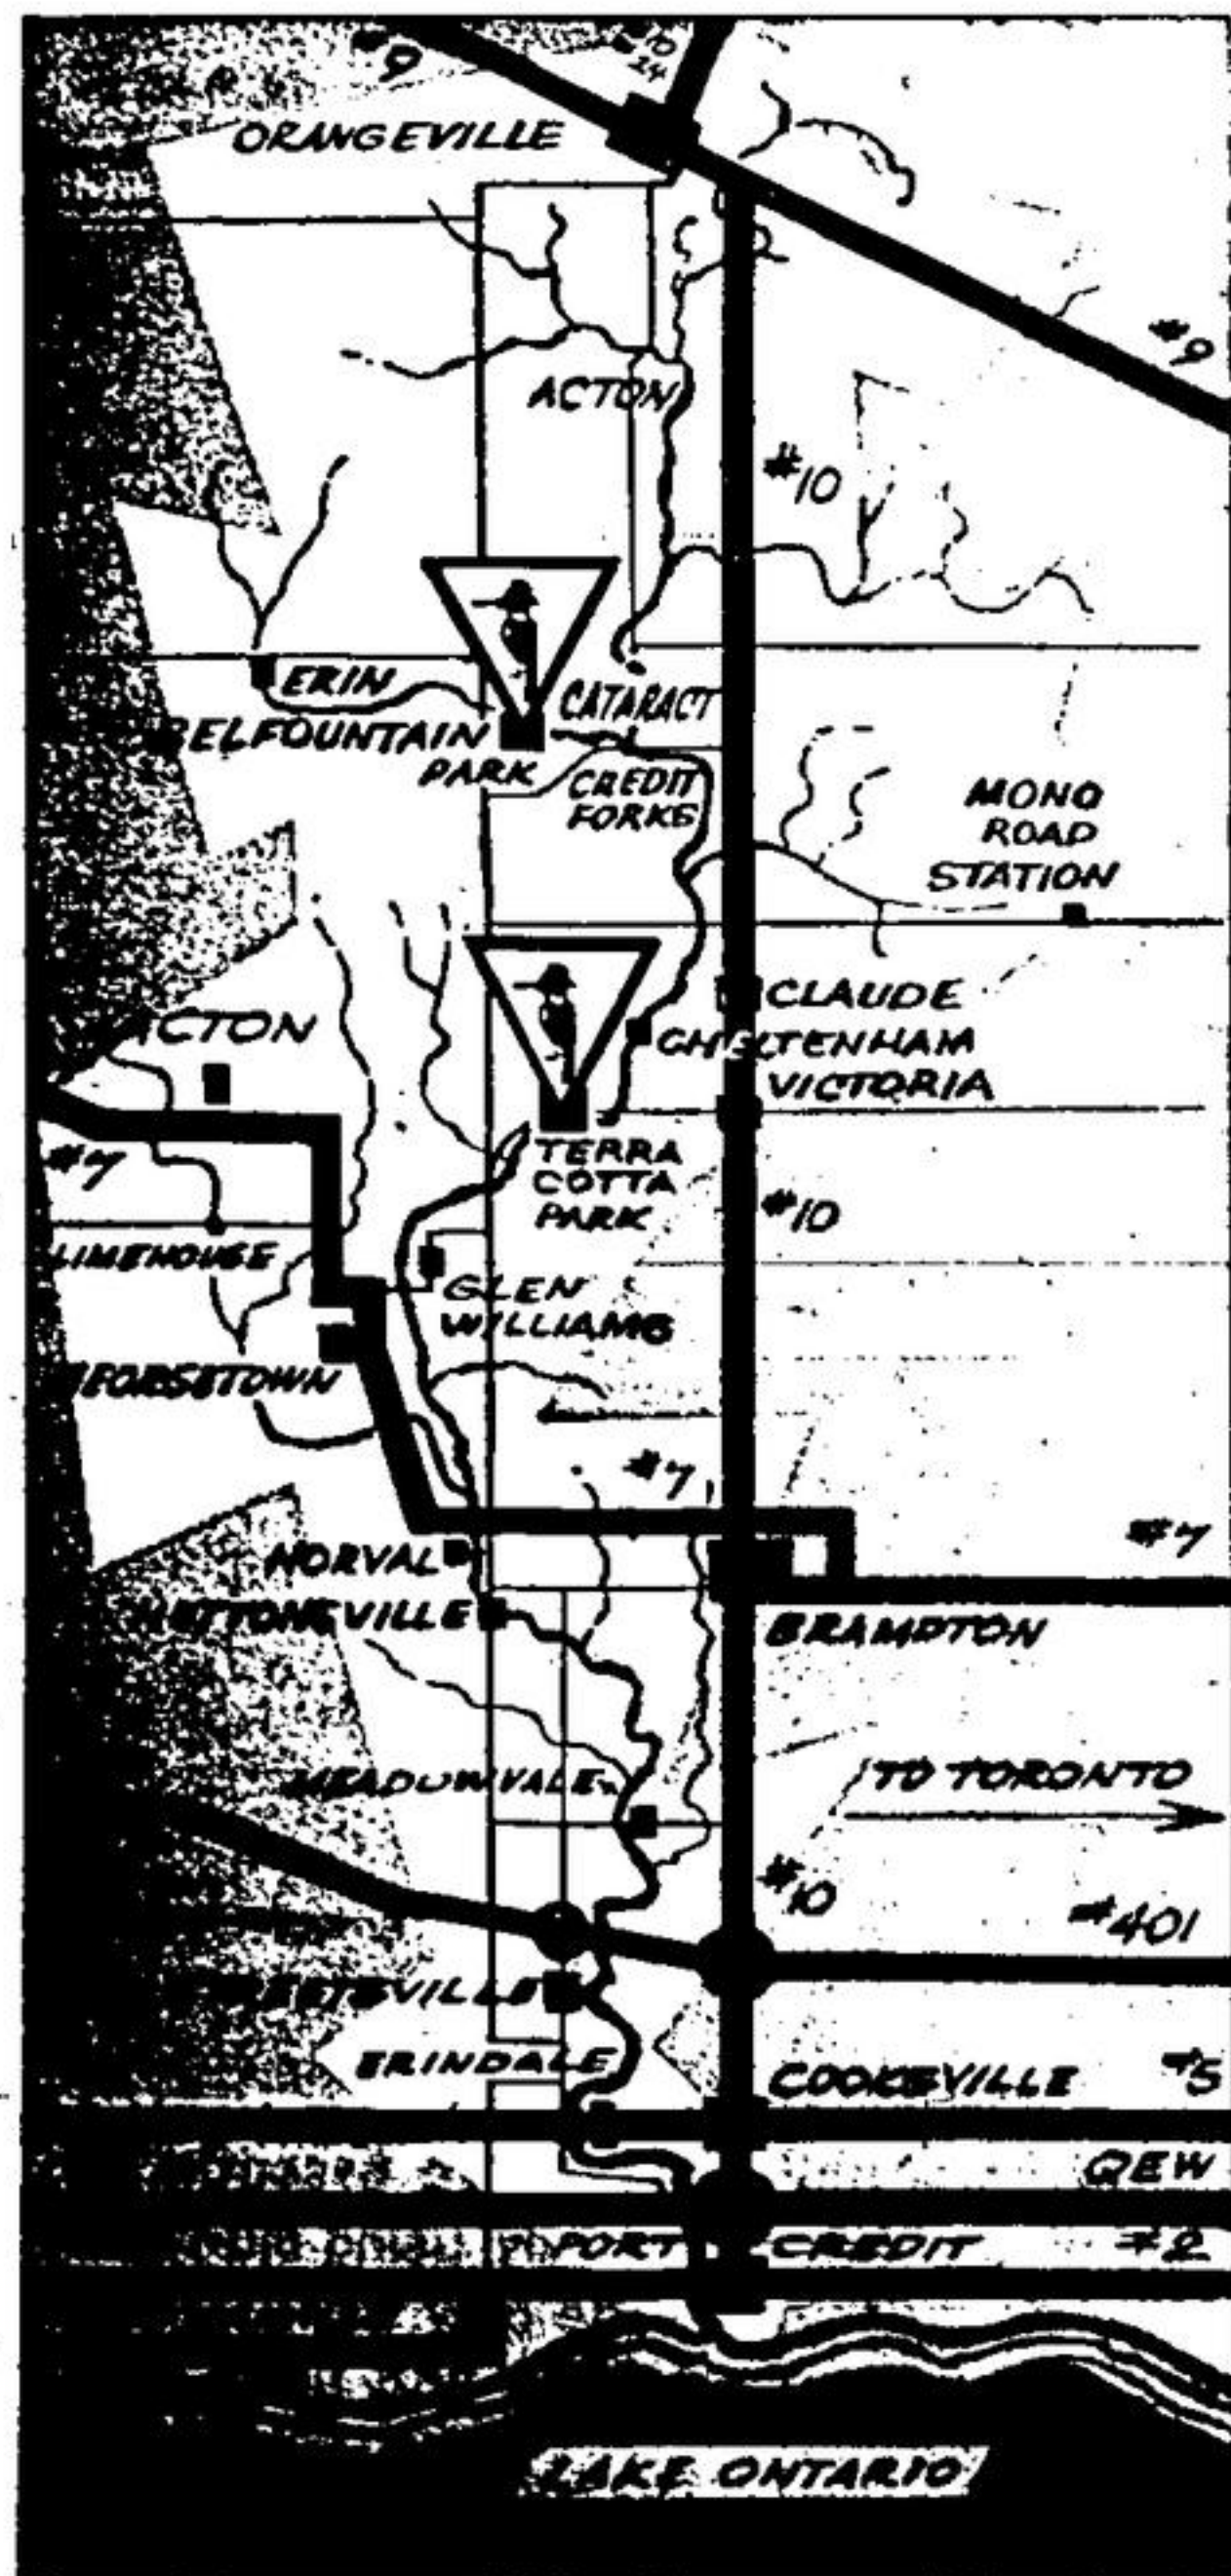 #9
10
24
ORANGEVILLE
#9
ACTON
#10
ERIN
CATARACT
BELFOUNTAIN
PARK
CREDIT
FORKS
MONO
ROAD
STATION
CLAUDE
ACTON
CHELTENHAM
VICTORIA
#7
TERRA
COTTA
PARK
#10
LIMEHOUSE
GLEN
WILLIAMS
#7
#7
NORVAL
BRAMPTON
MEADOWVALE
TO TORONTO
#10
#401
ERINDALE
COOKSVILLE
#5
QEW
PORT CREDIT
#2
LAKE ONTARIO